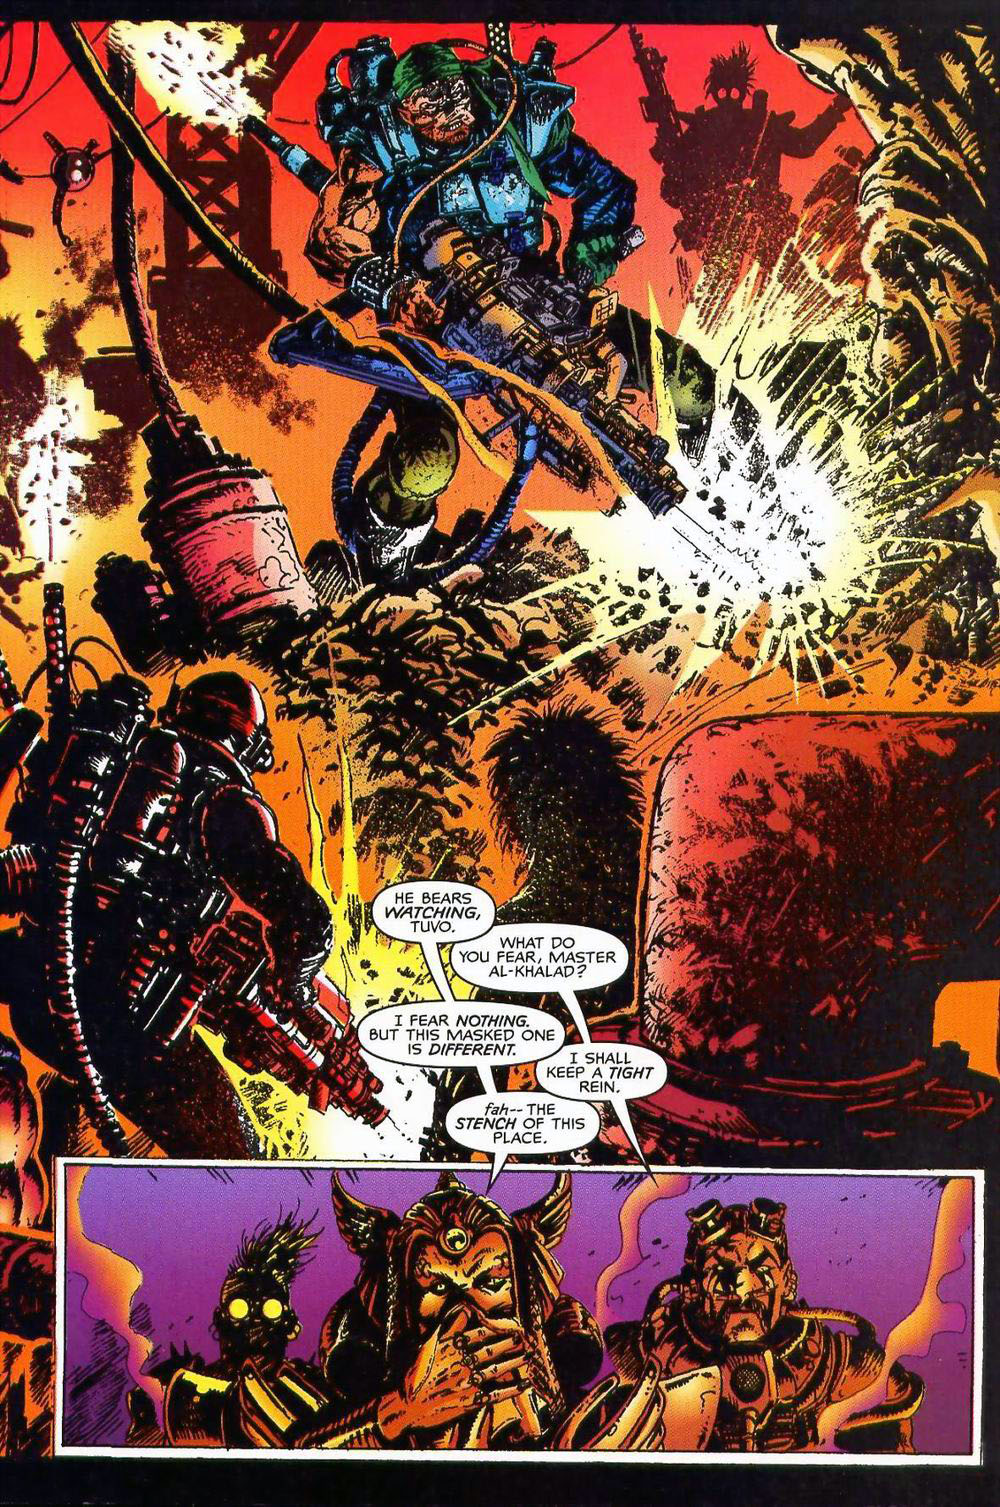 HE BEARS
WATCHING,
TUVO.
WHAT DO
YOU FEAR, MASTER
AL-KHALAD?
I FEAR NOTHING.
BUT THIS MASKED ONE
IS DIFFERENT.
I SHALL
KEEP A TIGHT
REIN.
fah-- THE
STENCH OF THIS
PLACE.